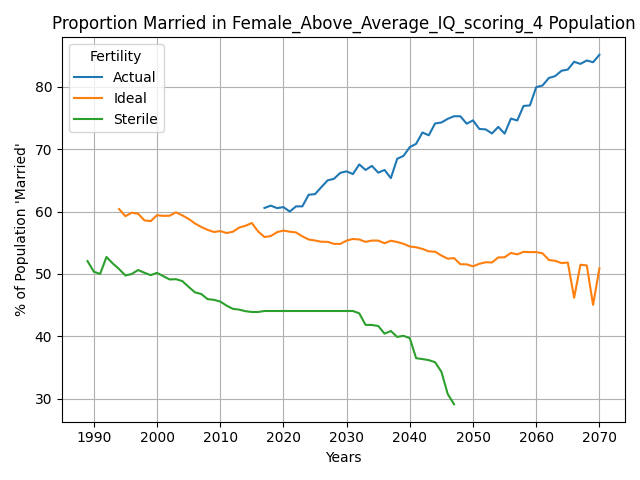 Proportion Married in Female_Above_Average_IQ_scoring_4 Population
Fertility
Actual
Ideal
Sterile
% of Population 'Married'
80
70
60
50
40
30
1990 2000 2010 2020 2030 2040 2050 2060 2070
Years